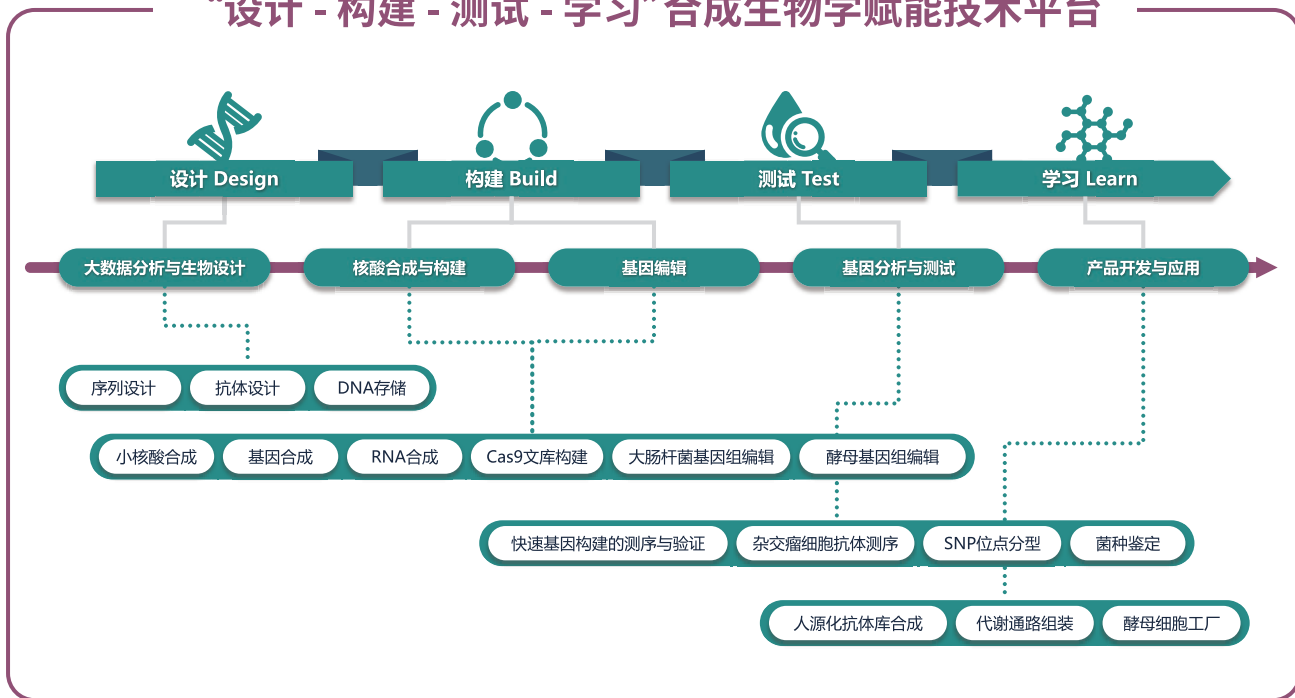 “设计 - 构建 - 测试 - 学习”合成生物学赋能技术平台
设计 Design
构建 Build
测试 Test
学习 Learn
大数据分析与生物设计
核酸合成与构建
基因编辑
基因分析与测试
产品开发与应用
序列设计
抗体设计
DNA存储
小核酸合成
基因合成
RNA合成
Cas9文库构建
大肠杆菌基因组编辑
酵母基因组编辑
快速基因构建的测序与验证
杂交瘤细胞抗体测序
SNP位点分型
菌种鉴定
人源化抗体库合成
代谢通路组装
酵母细胞工厂